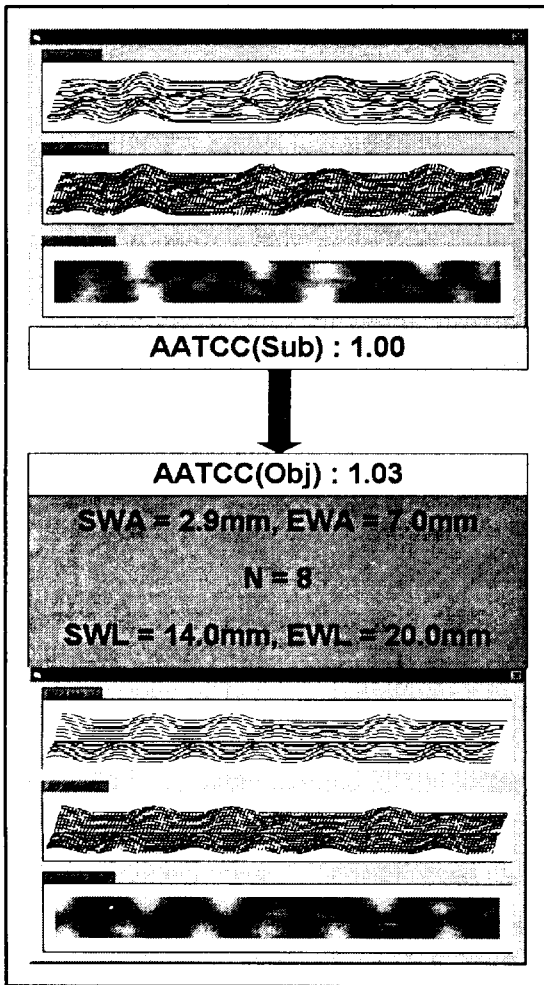 AATCC(Sub) : 1.00
AATCC(Obj) : 1.03
SWA = 2.9mm, EWA = 7.0mm
N = 8
SWL = 14.0mm, EWL = 20.0mm